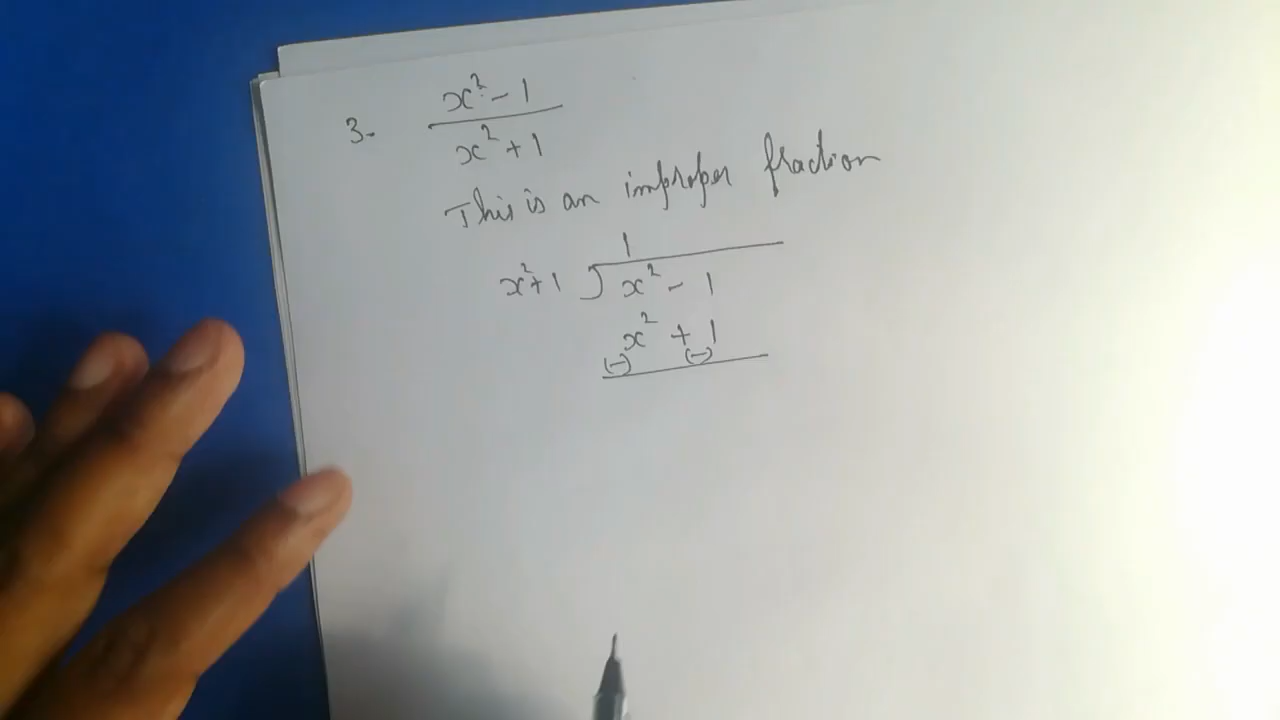 3. x² - 1
x² + 1
This is an improper fraction
1
x²+1 ) x² - 1
x² + 1
(-) (-)